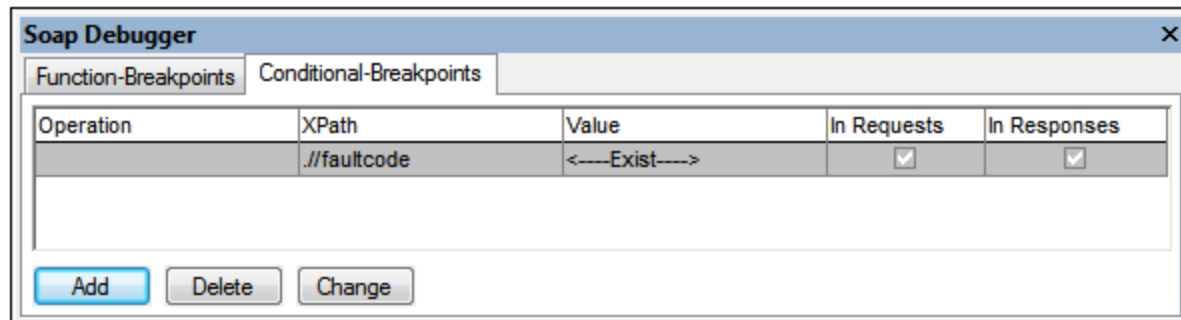 Soap Debugger
Function-Breakpoints Conditional-Breakpoints
Operation XPath Value In Requests In Responses
.//faultcode <----Exist---->
Add Delete Change